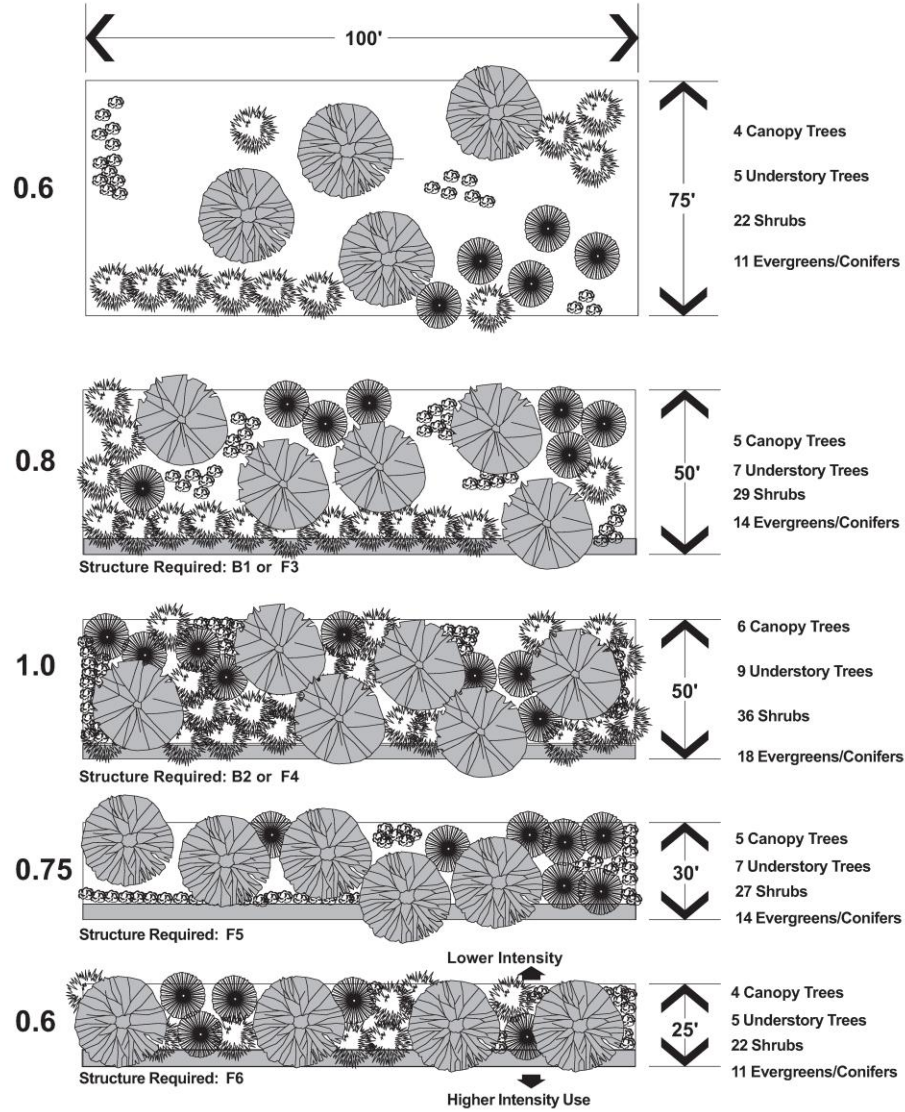 100'
0.6
75'
4 Canopy Trees
5 Understory Trees
22 Shrubs
11 Evergreens/Conifers
0.8
50'
5 Canopy Trees
7 Understory Trees
29 Shrubs
14 Evergreens/Conifers
Structure Required: B1 or F3
1.0
50'
6 Canopy Trees
9 Understory Trees
36 Shrubs
18 Evergreens/Conifers
Structure Required: B2 or F4
0.75
30'
5 Canopy Trees
7 Understory Trees
27 Shrubs
14 Evergreens/Conifers
Structure Required: F5
Lower Intensity
0.6
25'
4 Canopy Trees
5 Understory Trees
22 Shrubs
11 Evergreens/Conifers
Structure Required: F6
Higher Intensity Use